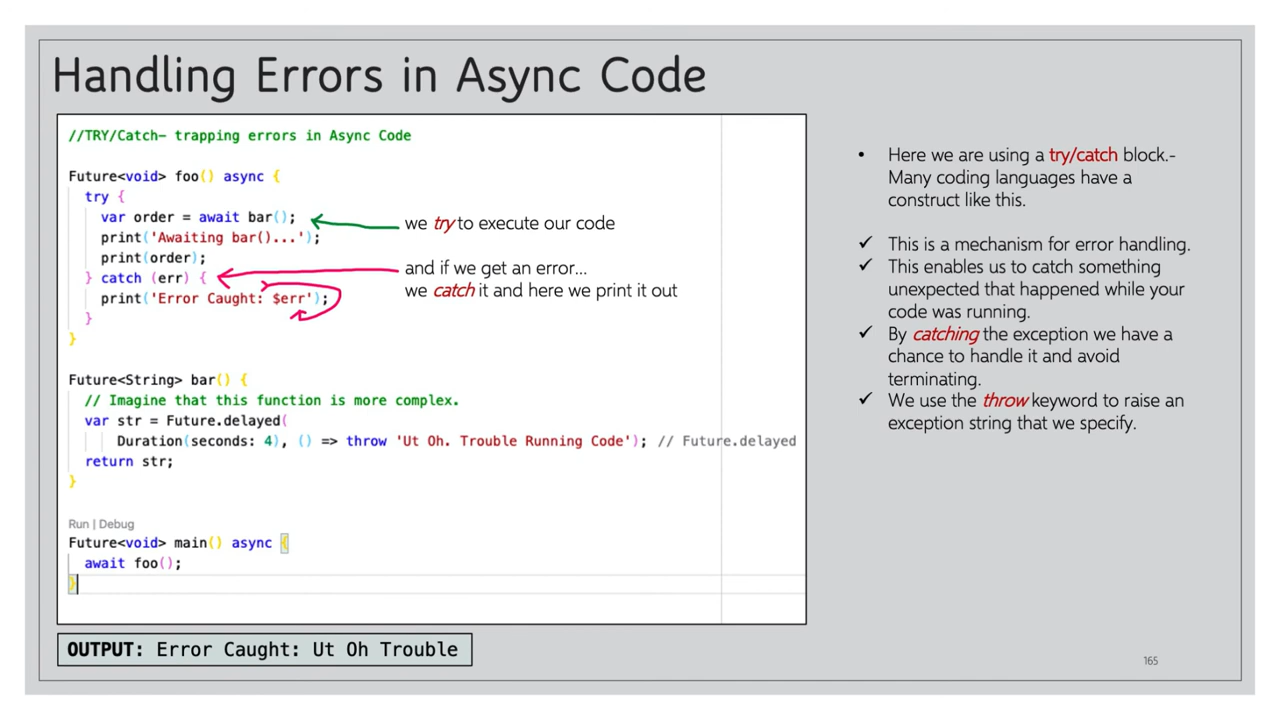 Handling Errors in Async Code
//TRY/Catch– trapping errors in Async Code
Future<void> foo() async {
try {
var order = await bar();
print('Awaiting bar()...');
print(order);
} catch (err) {
print('Error Caught: $err');
}
}
we try to execute our code
and if we get an error...
we catch it and here we print it out
Future<String> bar() {
// Imagine that this function is more complex.
var str = Future.delayed(
Duration(seconds: 4), () => throw 'Ut Oh. Trouble Running Code'); // Future.delayed
return str;
}
Run | Debug
Future<void> main() async {
await foo();
}
OUTPUT: Error Caught: Ut Oh Trouble
• Here we are using a try/catch block.-
Many coding languages have a
construct like this.
✓ This is a mechanism for error handling.
✓ This enables us to catch something
unexpected that happened while your
code was running.
✓ By catching the exception we have a
chance to handle it and avoid
terminating.
✓ We use the throw keyword to raise an
exception string that we specify.
165